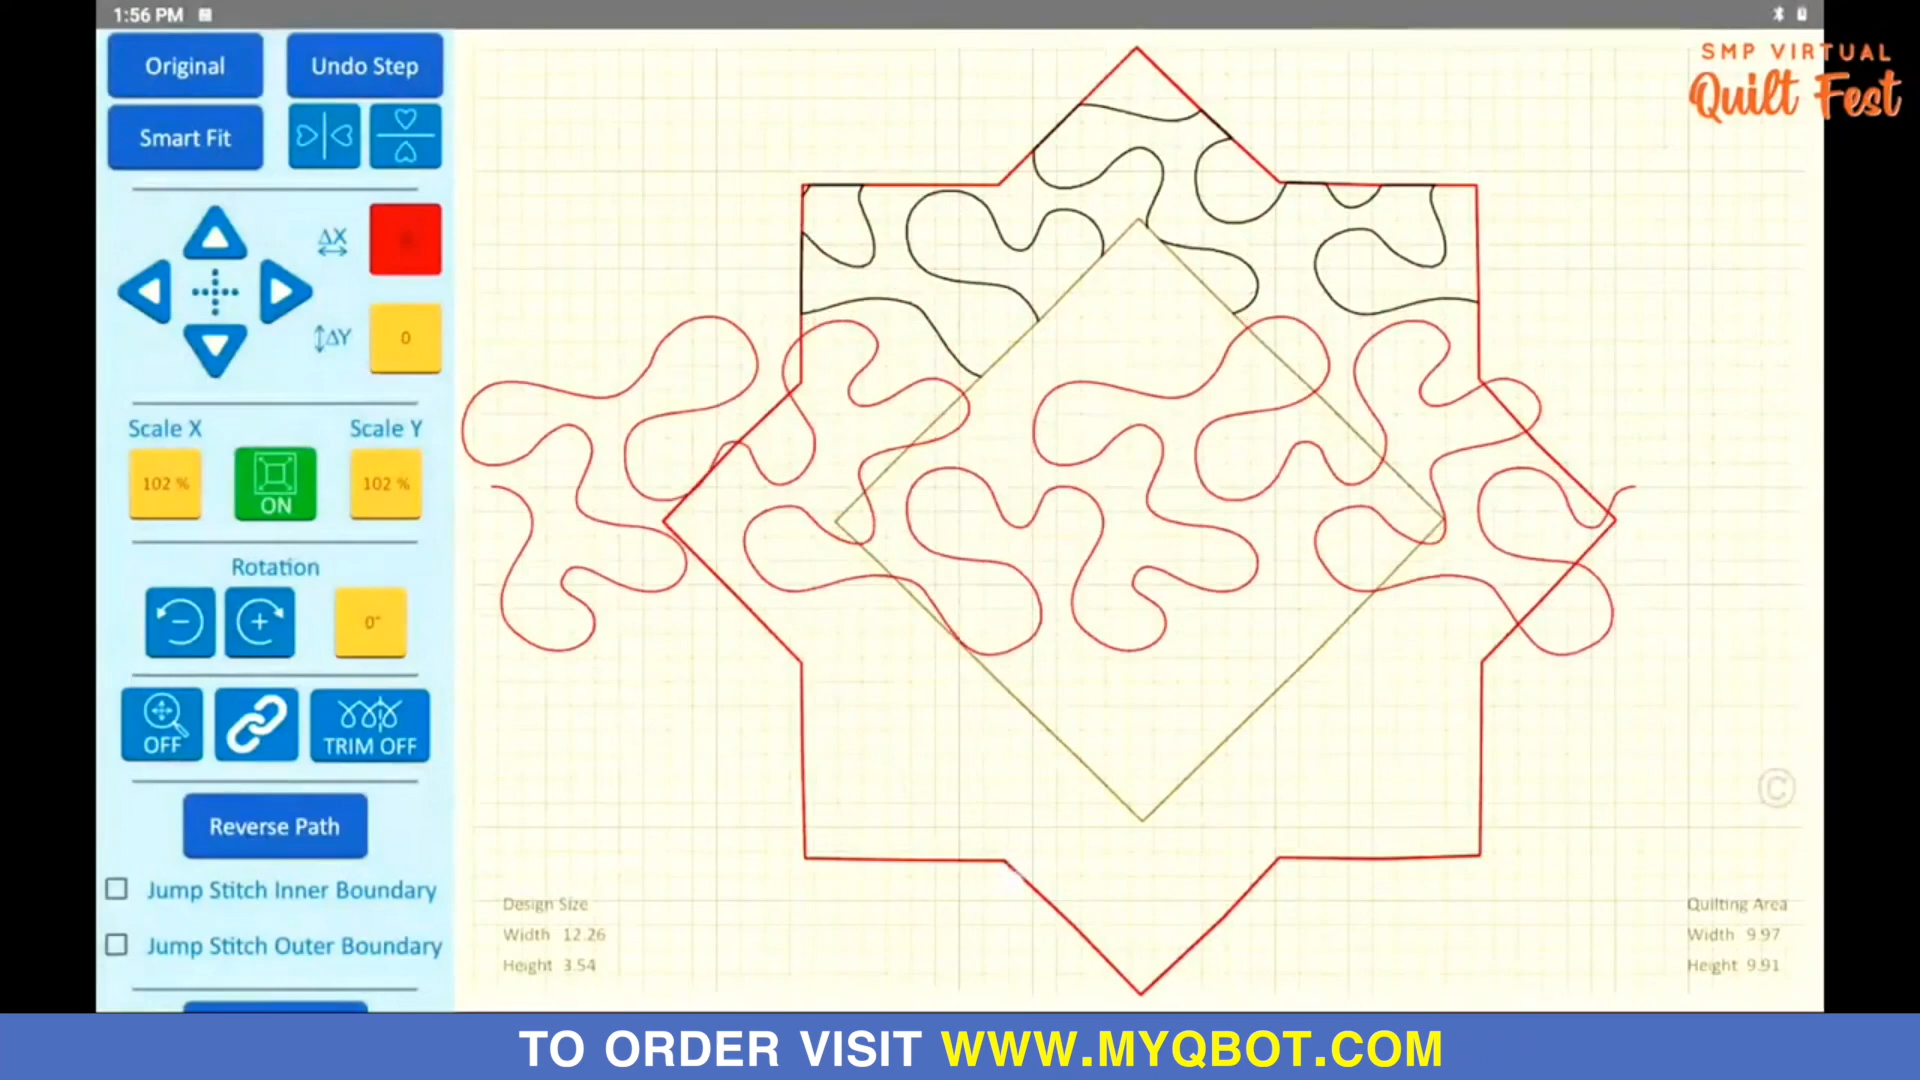 1:56 PM
SMP VIRTUAL
Quilt Fest
Original
Undo Step
Smart Fit
ΔX
ΔY
0
Scale X
Scale Y
102 %
ON
102 %
Rotation
0°
OFF
TRIM OFF
Reverse Path
Jump Stitch Inner Boundary
Jump Stitch Outer Boundary
Design Size
Width 12.26
Height 3.54
Quilting Area
Width 9.97
Height 9.91
©
TO ORDER VISIT WWW.MYQBOT.COM